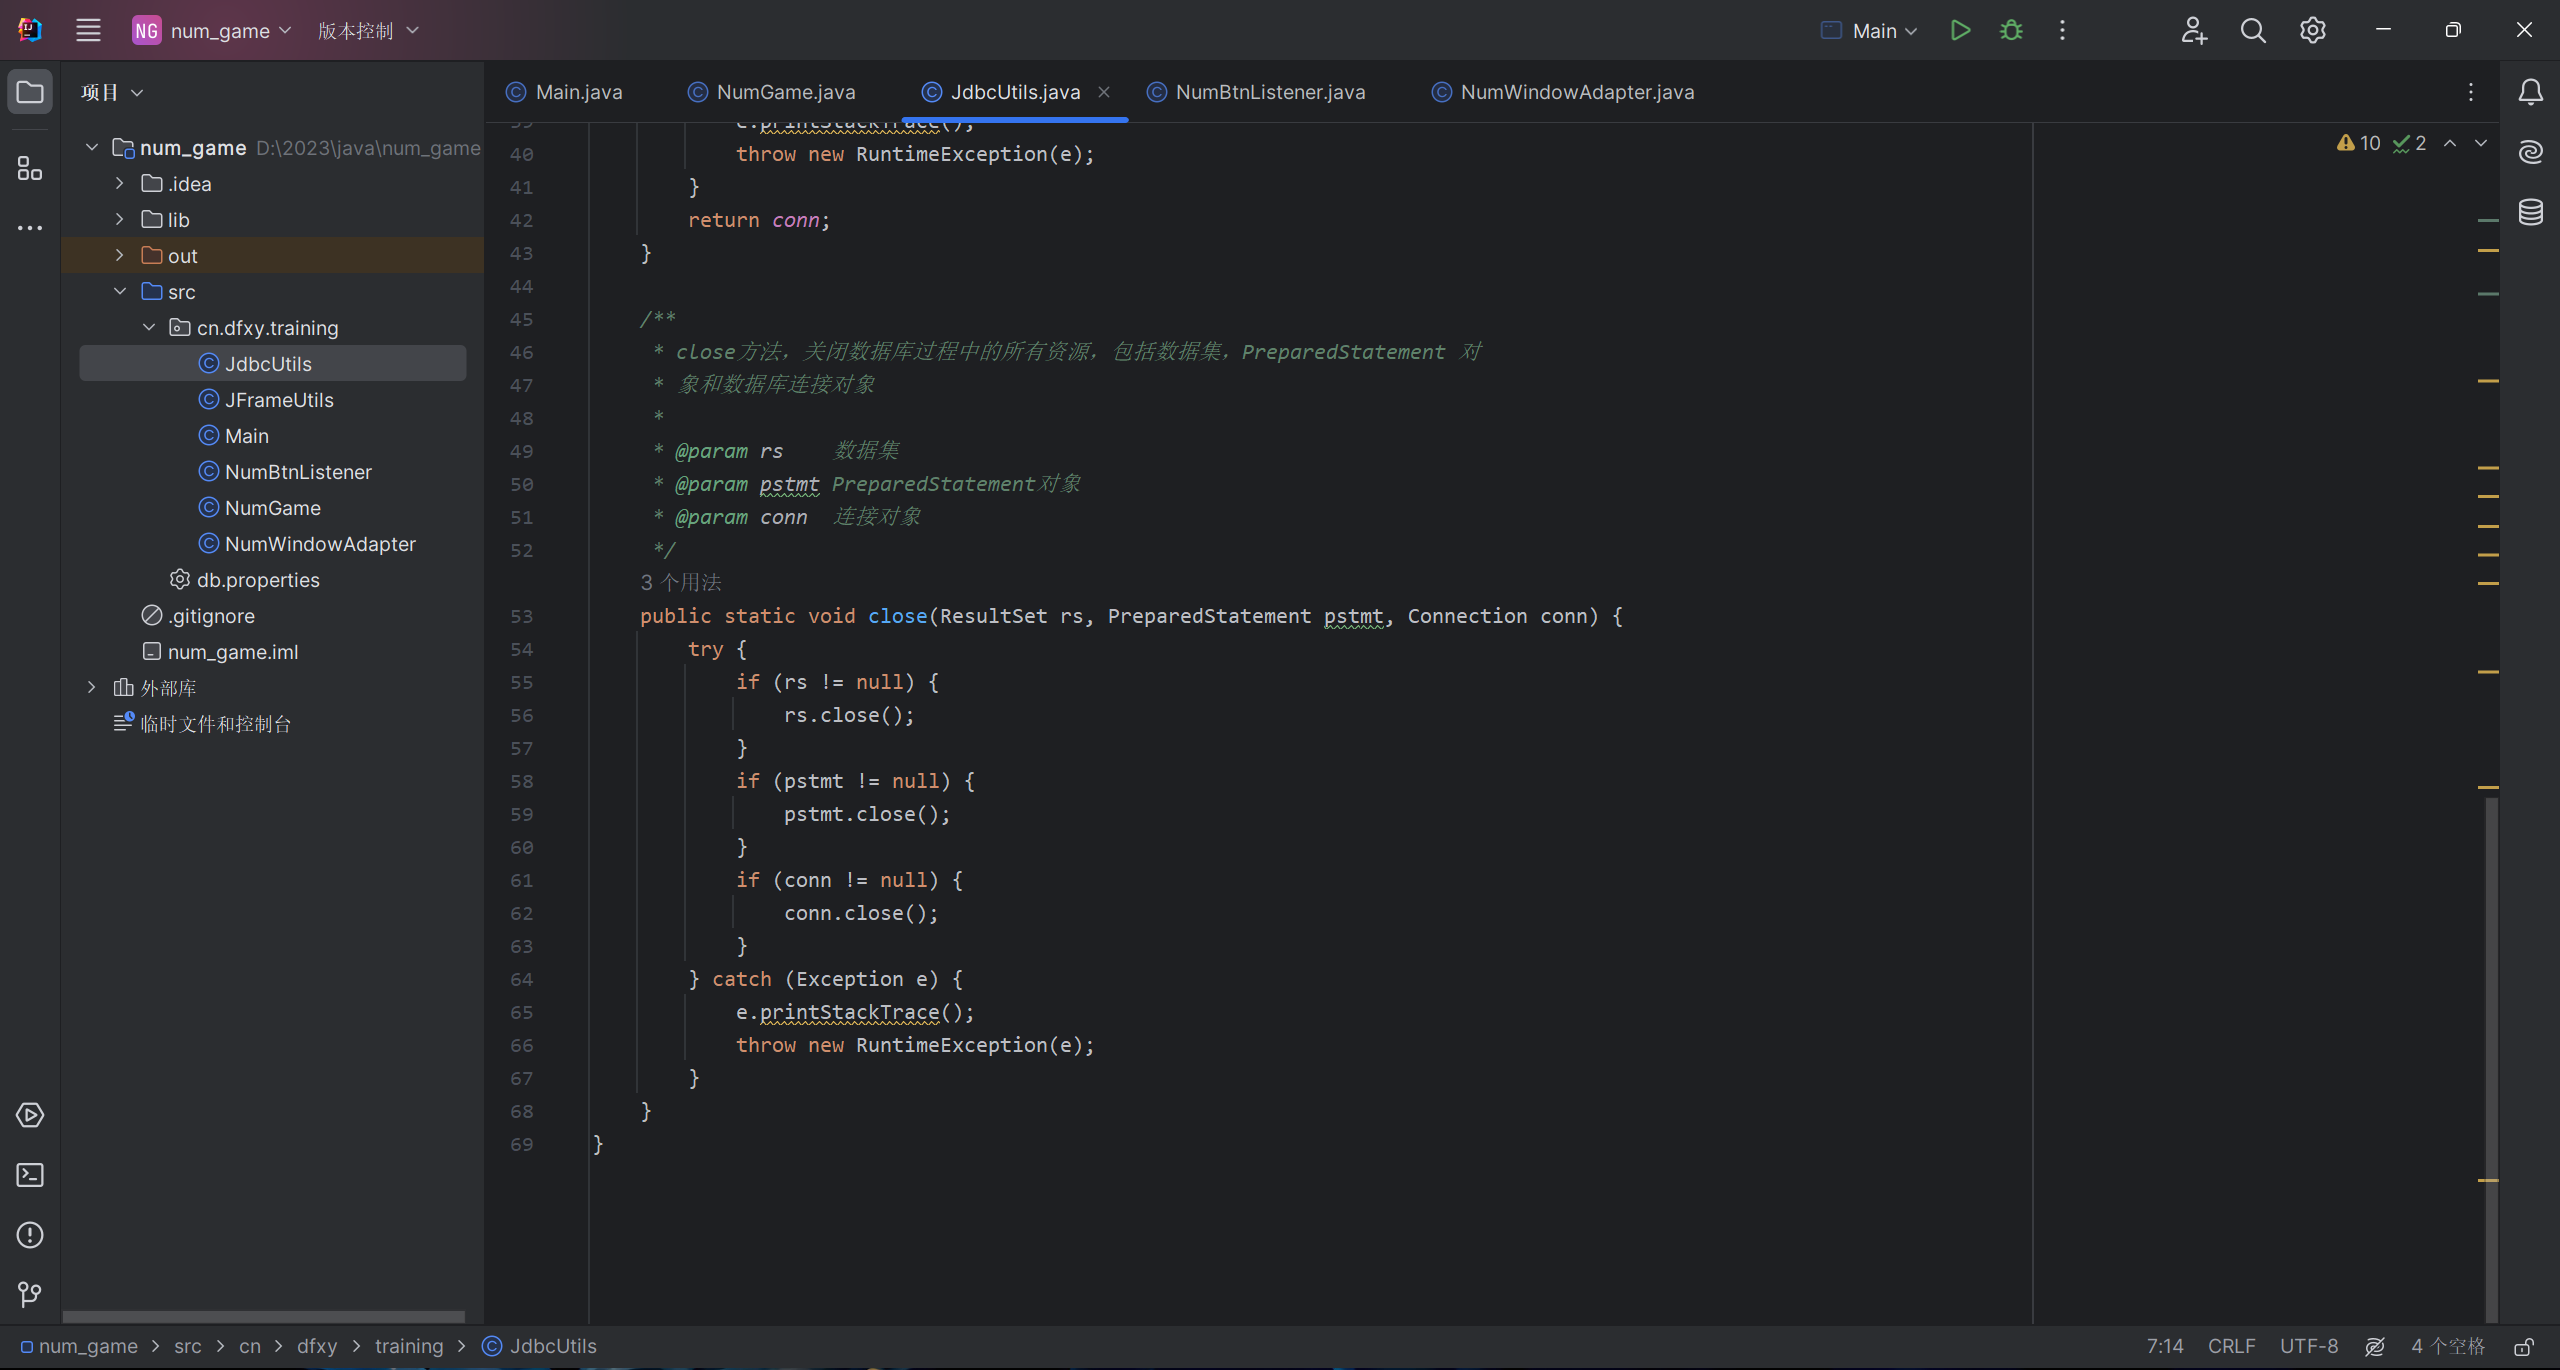 NG num_game 版本控制 Main
项目
num_game D:\2023\java\num_game
.idea
lib
out
src
cn.dfxy.training
JdbcUtils
JFrameUtils
Main
NumBtnListener
NumGame
NumWindowAdapter
db.properties
.gitignore
num_game.iml
外部库
临时文件和控制台
Main.java NumGame.java JdbcUtils.java NumBtnListener.java NumWindowAdapter.java
10 2
39 e.printStackTrace();
40 throw new RuntimeException(e);
41 }
42 return conn;
43 }
44
45 /**
46 * close方法，关闭数据库过程中的所有资源，包括数据集，PreparedStatement 对
47 * 象和数据库连接对象
48 *
49 * @param rs 数据集
50 * @param pstmt PreparedStatement对象
51 * @param conn 连接对象
52 */
3 个用法
53 public static void close(ResultSet rs, PreparedStatement pstmt, Connection conn) {
54 try {
55 if (rs != null) {
56 rs.close();
57 }
58 if (pstmt != null) {
59 pstmt.close();
60 }
61 if (conn != null) {
62 conn.close();
63 }
64 } catch (Exception e) {
65 e.printStackTrace();
66 throw new RuntimeException(e);
67 }
68 }
69 }
num_game > src > cn > dfxy > training > JdbcUtils
7:14 CRLF UTF-8 4 个空格